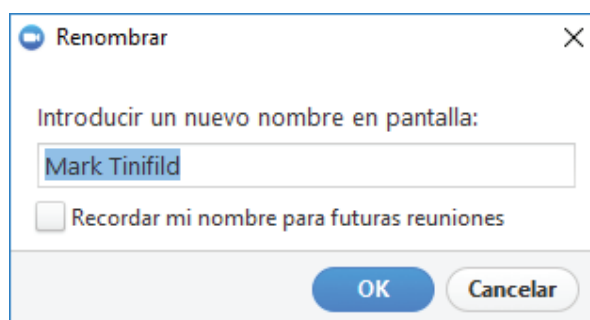 Renombrar
Introducir un nuevo nombre en pantalla:
Mark Tinifild
Recordar mi nombre para futuras reuniones
OK Cancelar